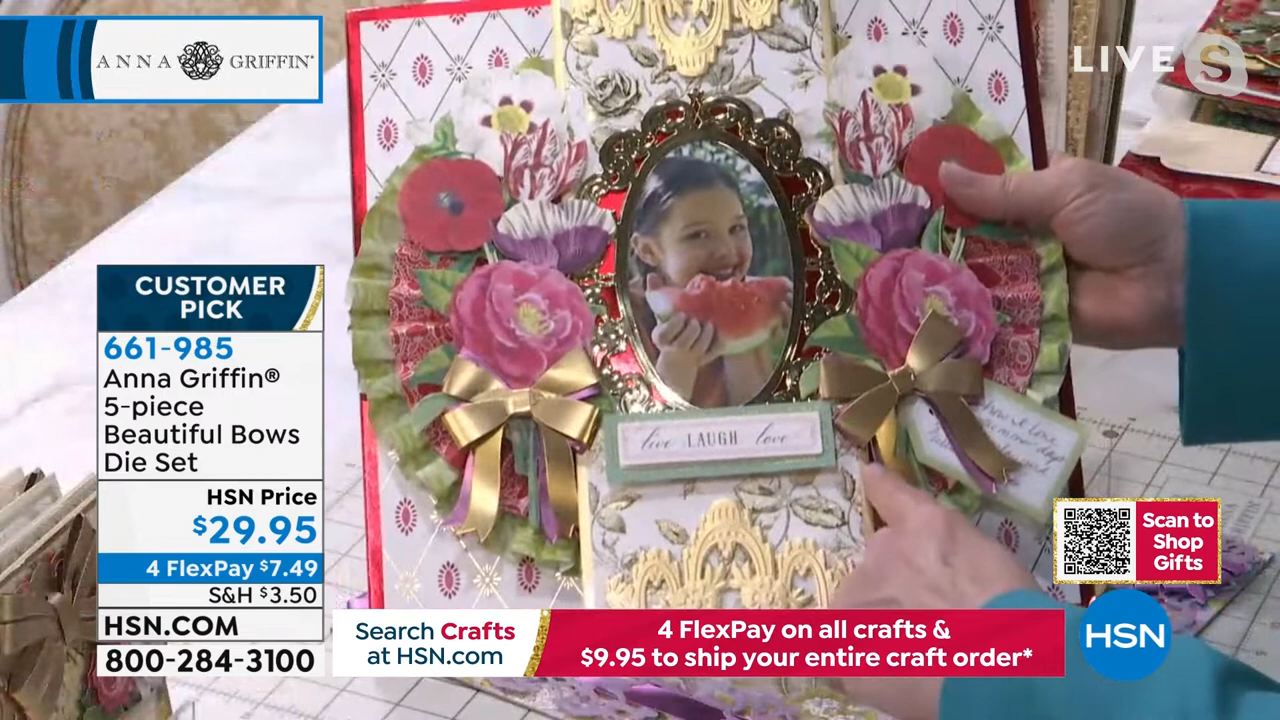 ANNA GRIFFIN®
LIVE S
CUSTOMER
PICK
661-985
Anna Griffin®
5-piece
Beautiful Bows
Die Set
HSN Price
$29.95
4 FlexPay $7.49
S&H $3.50
HSN.COM
800-284-3100
live LAUGH love
Scan to
Shop
Gifts
Search Crafts
at HSN.com
4 FlexPay on all crafts &
$9.95 to ship your entire craft order*
HSN